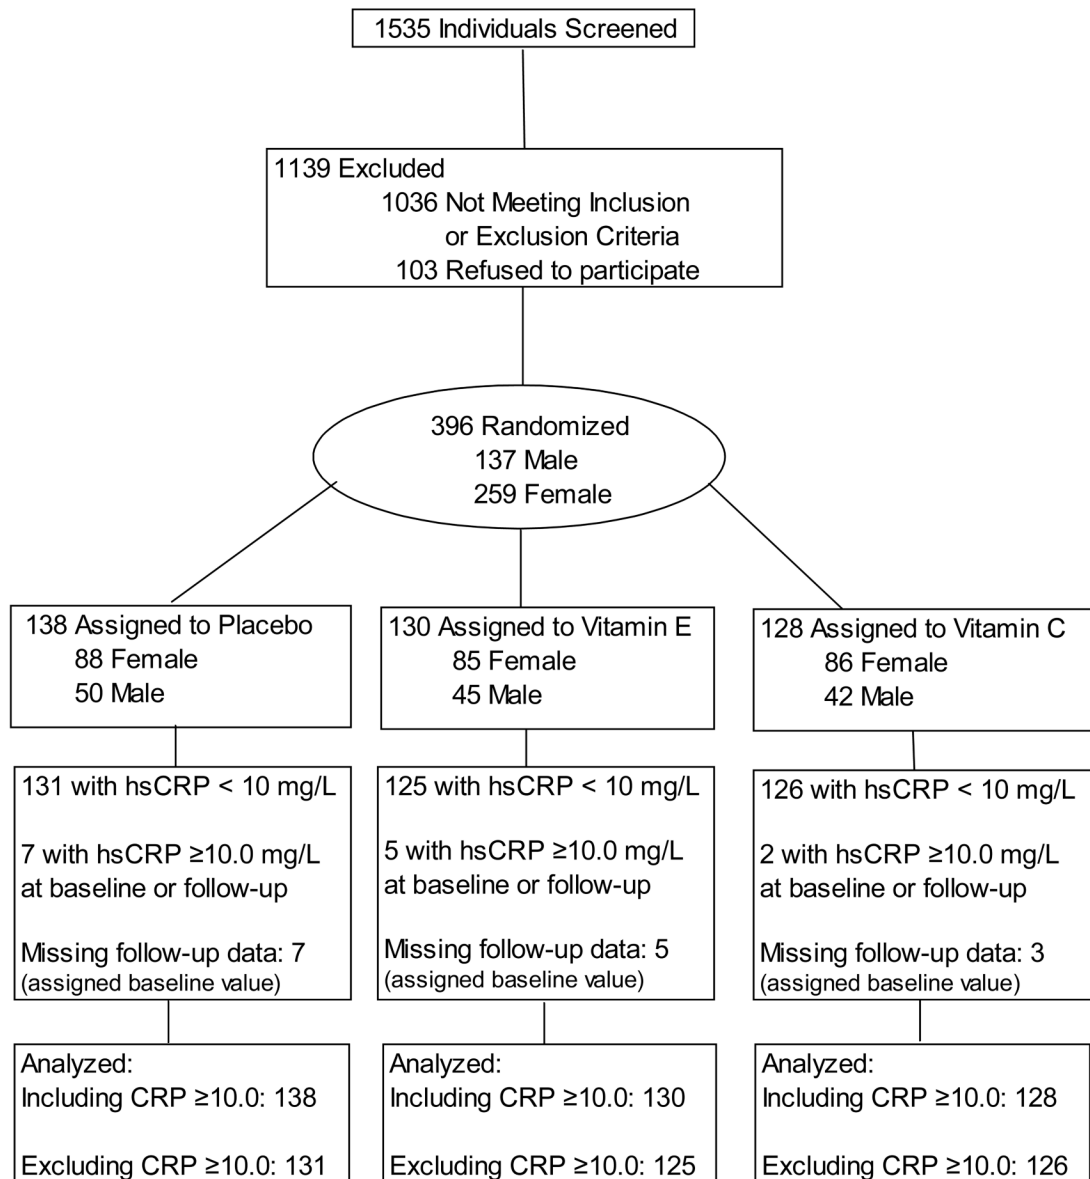 1535 Individuals Screened
1139 Excluded
1036 Not Meeting Inclusion
or Exclusion Criteria
103 Refused to participate
396 Randomized
137 Male
259 Female
138 Assigned to Placebo
88 Female
50 Male
130 Assigned to Vitamin E
85 Female
45 Male
128 Assigned to Vitamin C
86 Female
42 Male
131 with hsCRP < 10 mg/L
7 with hsCRP ≥10.0 mg/L
at baseline or follow-up
Missing follow-up data: 7
(assigned baseline value)
125 with hsCRP < 10 mg/L
5 with hsCRP ≥10.0 mg/L
at baseline or follow-up
Missing follow-up data: 5
(assigned baseline value)
126 with hsCRP < 10 mg/L
2 with hsCRP ≥10.0 mg/L
at baseline or follow-up
Missing follow-up data: 3
(assigned baseline value)
Analyzed:
Including CRP ≥10.0: 138
Excluding CRP ≥10.0: 131
Analyzed:
Including CRP ≥10.0: 130
Excluding CRP ≥10.0: 125
Analyzed:
Including CRP ≥10.0: 128
Excluding CRP ≥10.0: 126